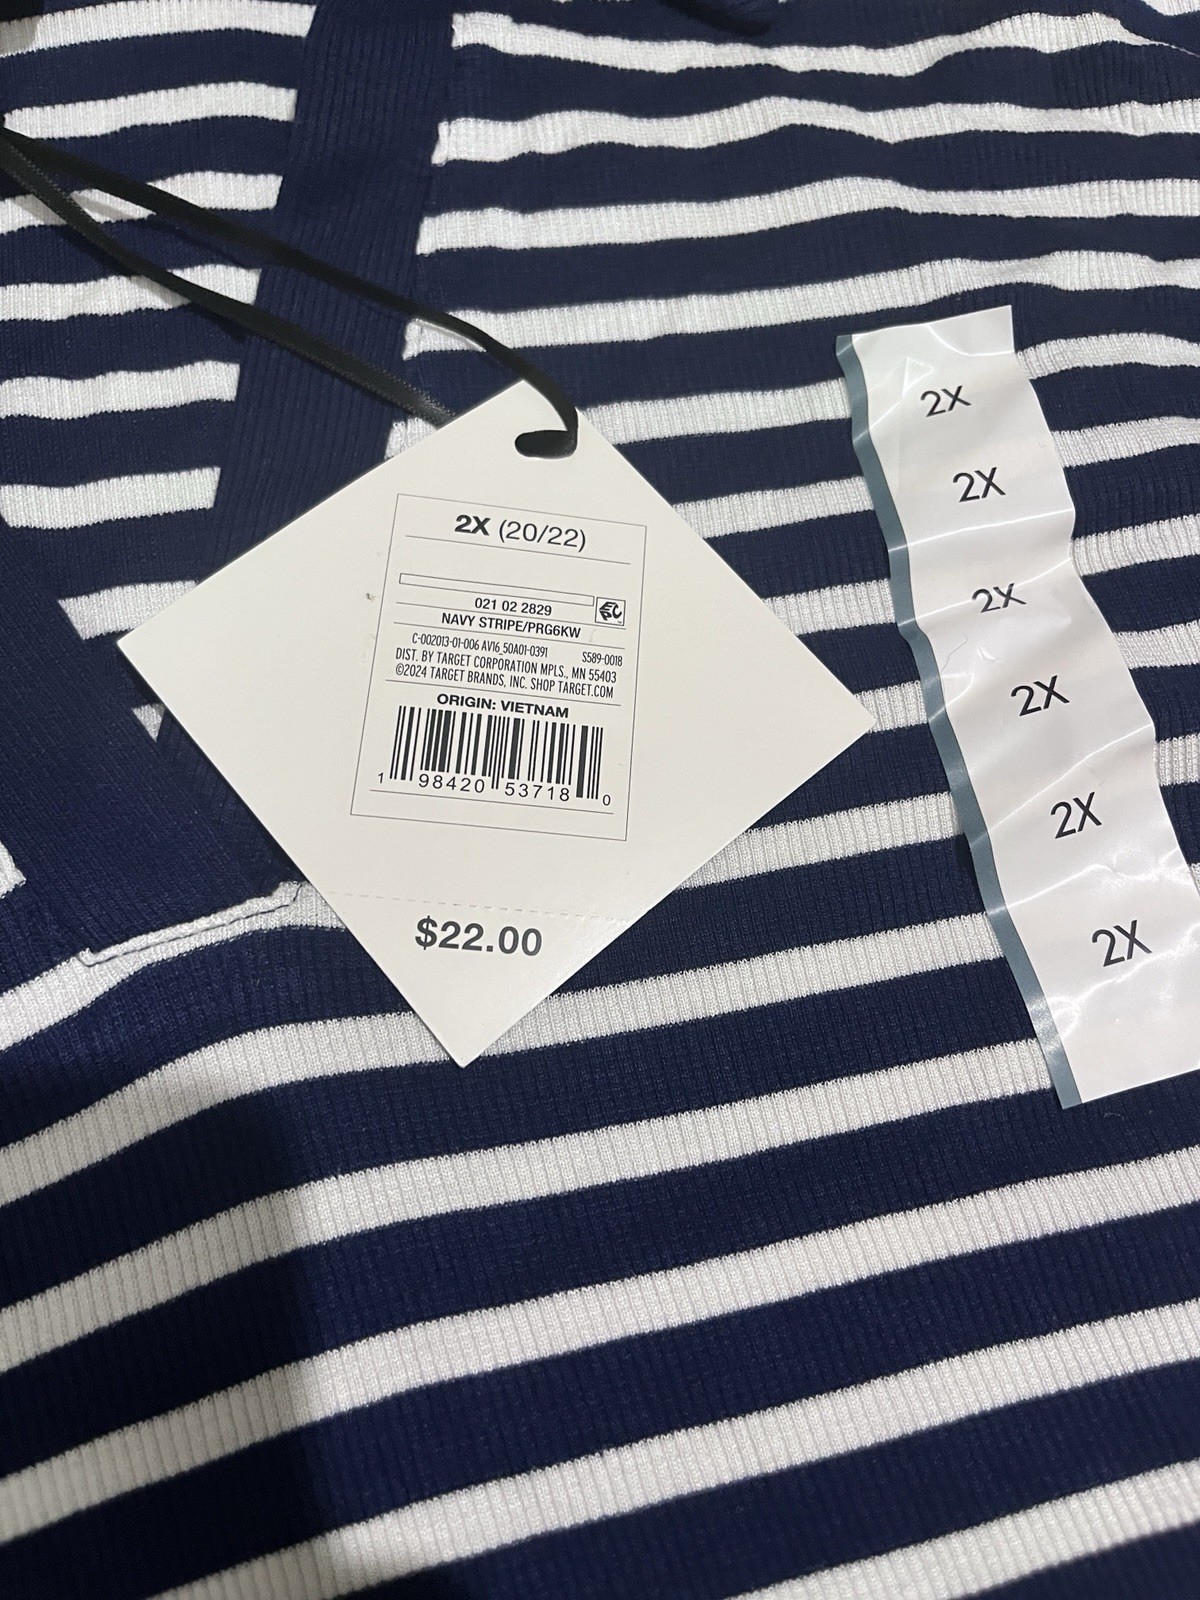 2X (20/22)
021 02 2829
NAVY STRIPE/PRG6KW
C-002013-01-006 AV16_50A01-0391 S589-0018
DIST. BY TARGET CORPORATION MPLS., MN 55403
©2024 TARGET BRANDS, INC. SHOP TARGET.COM
ORIGIN: VIETNAM
1 98420 53718 0
$22.00
2X
2X
2X
2X
2X
2X